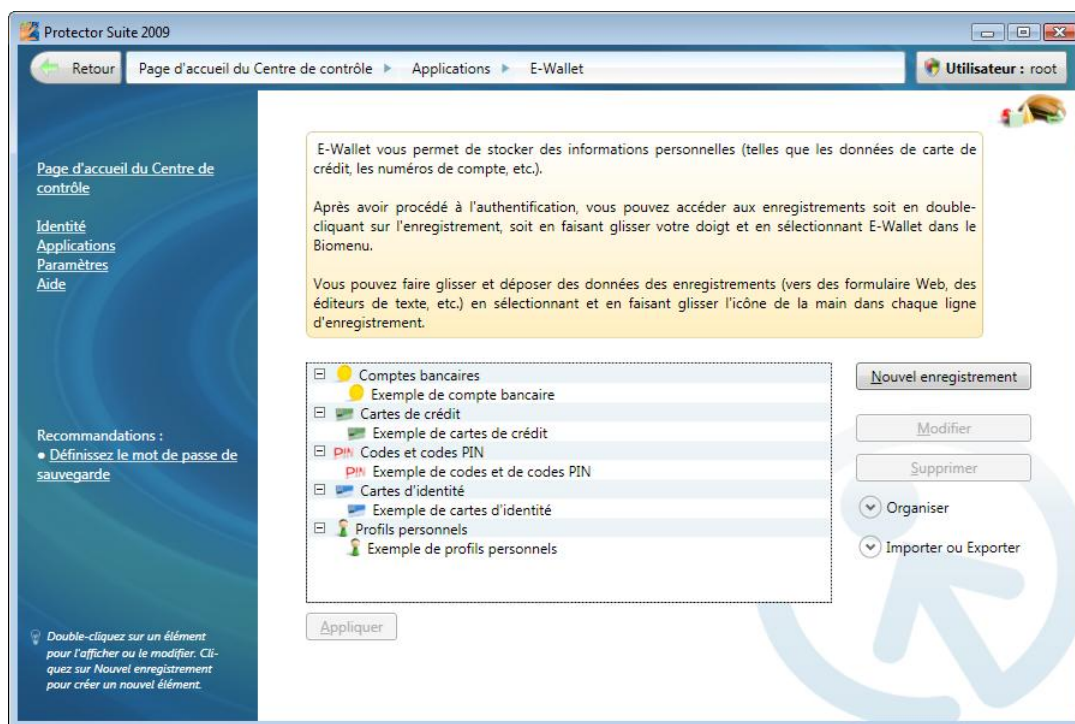 Protector Suite 2009
Retour
Page d'accueil du Centre de contrôle
Applications
E-Wallet
Utilisateur : root
Page d'accueil du Centre de
contrôle
Identité
Applications
Paramètres
Aide
Recommandations :
• Définissez le mot de passe de
sauvegarde
Double-cliquez sur un élément
pour l'afficher ou le modifier. Cli-
quez sur Nouvel enregistrement
pour créer un nouvel élément.
E-Wallet vous permet de stocker des informations personnelles (telles que les données de carte de
crédit, les numéros de compte, etc.).
Après avoir procédé à l'authentification, vous pouvez accéder aux enregistrements soit en double-
cliquant sur l'enregistrement, soit en faisant glisser votre doigt et en sélectionnant E-Wallet dans le
Biomenu.
Vous pouvez faire glisser et déposer des données des enregistrements (vers des formulaire Web, des
éditeurs de texte, etc.) en sélectionnant et en faisant glisser l'icône de la main dans chaque ligne
d'enregistrement.
Comptes bancaires
Exemple de compte bancaire
Cartes de crédit
Exemple de cartes de crédit
PIN Codes et codes PIN
PIN Exemple de codes et de codes PIN
Cartes d'identité
Exemple de cartes d'identité
Profils personnels
Exemple de profils personnels
Nouvel enregistrement
Modifier
Supprimer
Organiser
Importer ou Exporter
Appliquer